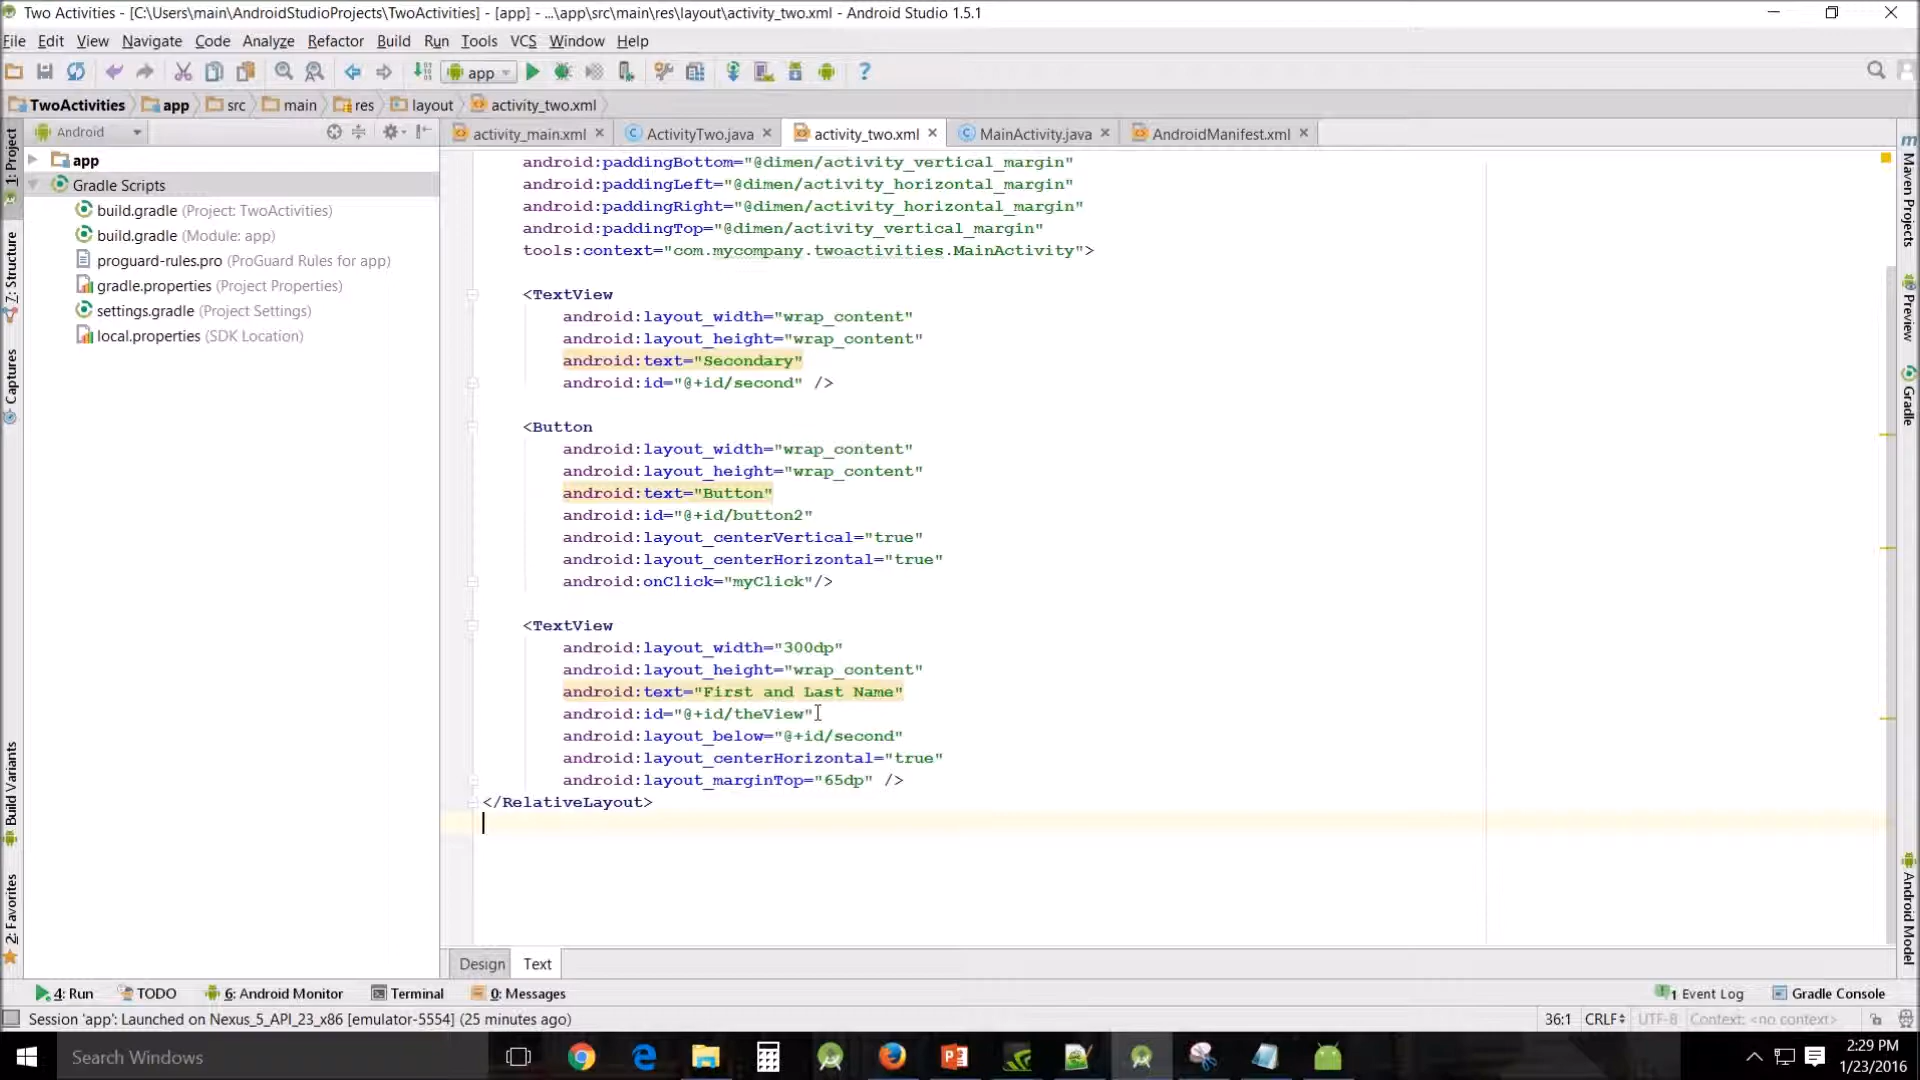 Two Activities - [C:\Users\main\AndroidStudioProjects\TwoActivities] - [app] - ...\app\src\main\res\layout\activity_two.xml - Android Studio 1.5.1
File Edit View Navigate Code Analyze Refactor Build Run Tools VCS Window Help
app
TwoActivities app src main res layout activity_two.xml
Android
activity_main.xml ActivityTwo.java activity_two.xml MainActivity.java AndroidManifest.xml
1: Project
7: Structure
Captures
Build Variants
2: Favorites
app
Gradle Scripts
build.gradle (Project: TwoActivities)
build.gradle (Module: app)
proguard-rules.pro (ProGuard Rules for app)
gradle.properties (Project Properties)
settings.gradle (Project Settings)
local.properties (SDK Location)
android:paddingBottom="@dimen/activity_vertical_margin"
android:paddingLeft="@dimen/activity_horizontal_margin"
android:paddingRight="@dimen/activity_horizontal_margin"
android:paddingTop="@dimen/activity_vertical_margin"
tools:context="com.mycompany.twoactivities.MainActivity">
<TextView
android:layout_width="wrap_content"
android:layout_height="wrap_content"
android:text="Secondary"
android:id="@+id/second" />
<Button
android:layout_width="wrap_content"
android:layout_height="wrap_content"
android:text="Button"
android:id="@+id/button2"
android:layout_centerVertical="true"
android:layout_centerHorizontal="true"
android:onClick="myClick"/>
<TextView
android:layout_width="300dp"
android:layout_height="wrap_content"
android:text="First and Last Name"
android:id="@+id/theView"
android:layout_below="@+id/second"
android:layout_centerHorizontal="true"
android:layout_marginTop="65dp" />
</RelativeLayout>
Maven Projects
Preview
Gradle
Android Model
Design Text
4: Run TODO 6: Android Monitor Terminal 0: Messages 1 Event Log Gradle Console
Session 'app': Launched on Nexus_5_API_23_x86 [emulator-5554] (25 minutes ago) 36:1 CRLF UTF-8 Context: <no context>
Search Windows
2:29 PM
1/23/2016